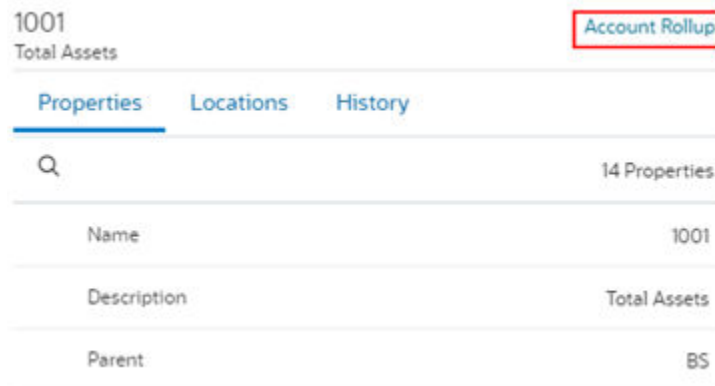 1001
Account Rollup
Total Assets
Properties Locations History
14 Properties
Name 1001
Description Total Assets
Parent BS